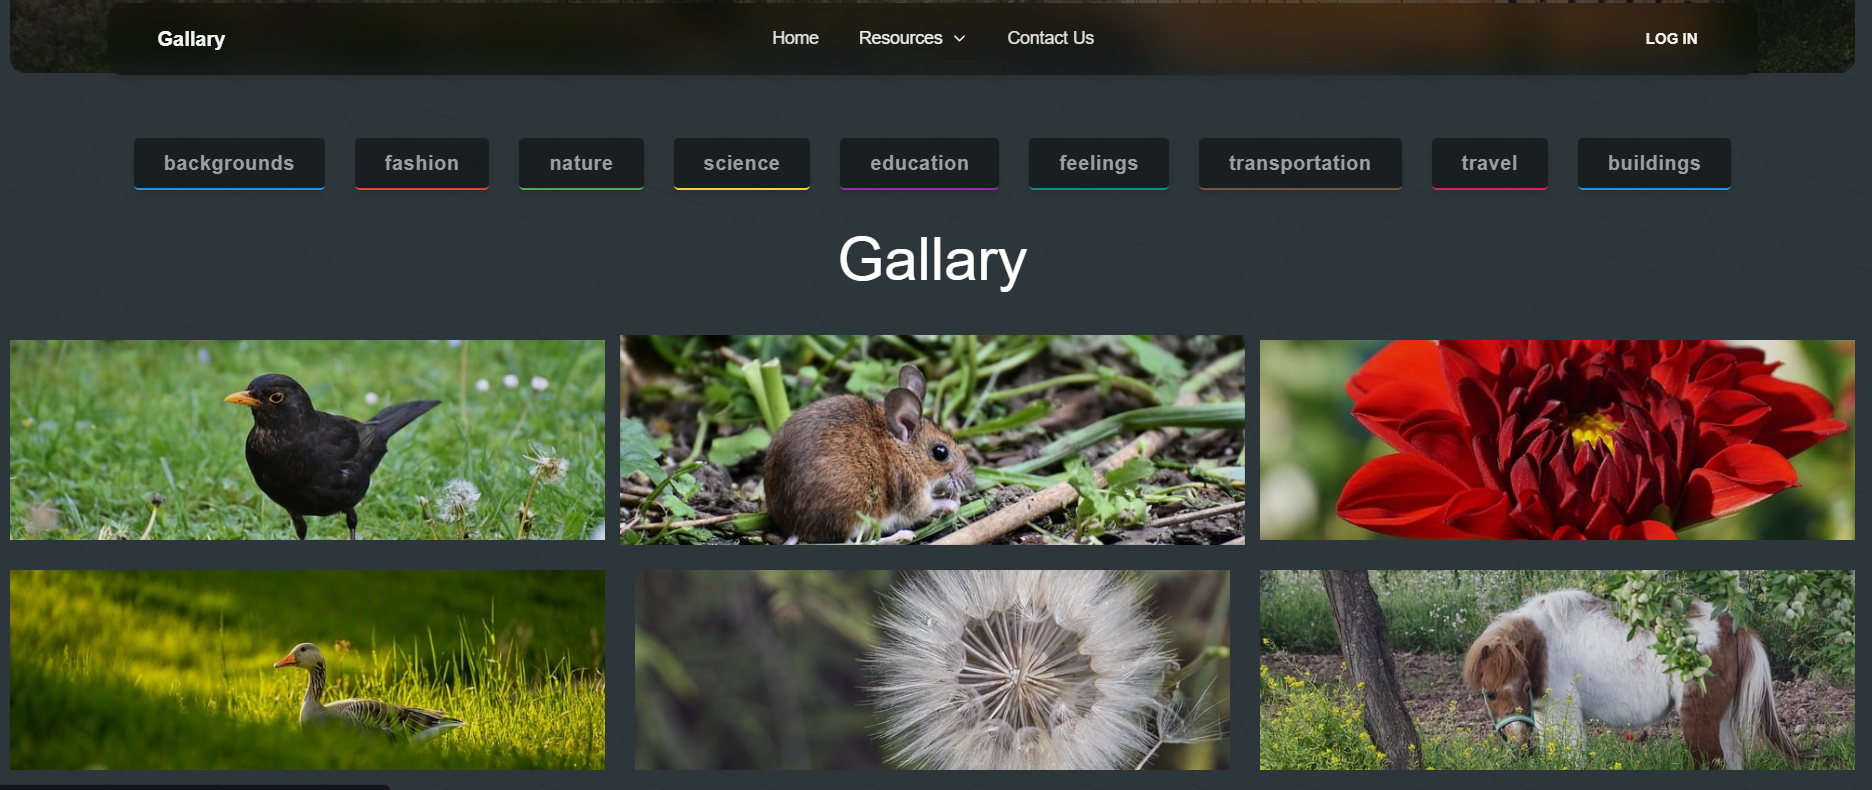 Gallary Home Resources Contact Us LOG IN
backgrounds fashion nature science education feelings transportation travel buildings
Gallary